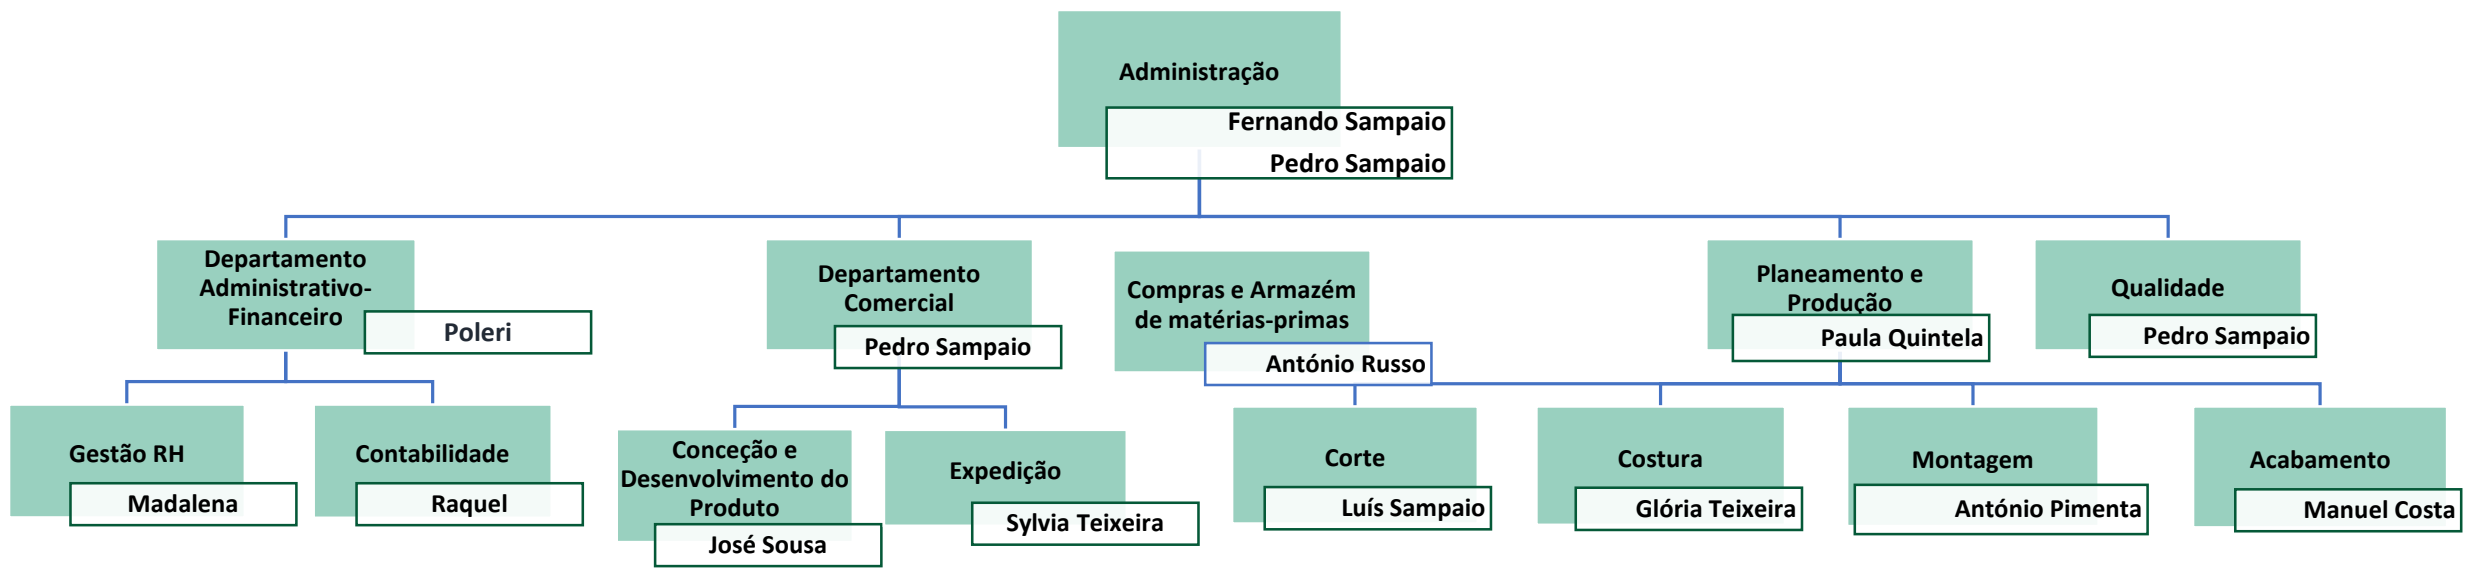 Administração
Fernando Sampaio
Pedro Sampaio
Departamento
Administrativo-
Financeiro
Poleri
Departamento
Comercial
Pedro Sampaio
Compras e Armazém
de matérias-primas
António Russo
Planeamento e
Produção
Paula Quintela
Qualidade
Pedro Sampaio
Gestão RH
Madalena
Contabilidade
Raquel
Conceção e
Desenvolvimento do
Produto
José Sousa
Expedição
Sylvia Teixeira
Corte
Luís Sampaio
Costura
Glória Teixeira
Montagem
António Pimenta
Acabamento
Manuel Costa